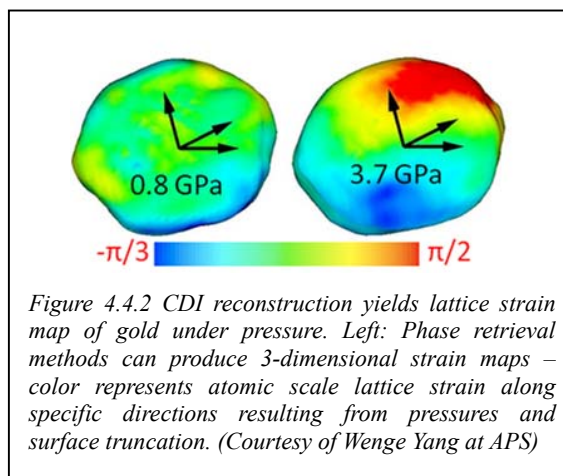 0.8 GPa
3.7 GPa
-π/3
π/2
Figure 4.4.2 CDI reconstruction yields lattice strain
map of gold under pressure. Left: Phase retrieval
methods can produce 3-dimensional strain maps –
color represents atomic scale lattice strain along
specific directions resulting from pressures and
surface truncation. (Courtesy of Wenge Yang at APS)